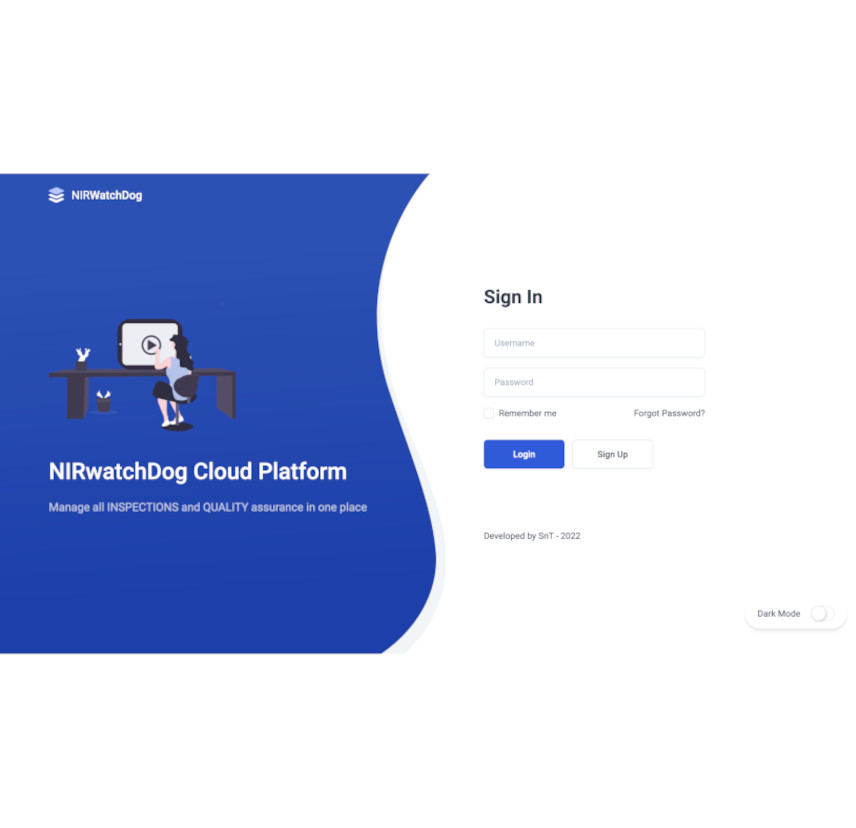 NIRWatchDog
NIRwatchDog Cloud Platform
Manage all INSPECTIONS and QUALITY assurance in one place
Sign In
Username
Password
Remember me
Forgot Password?
Login
Sign Up
Developed by SnT - 2022
Dark Mode